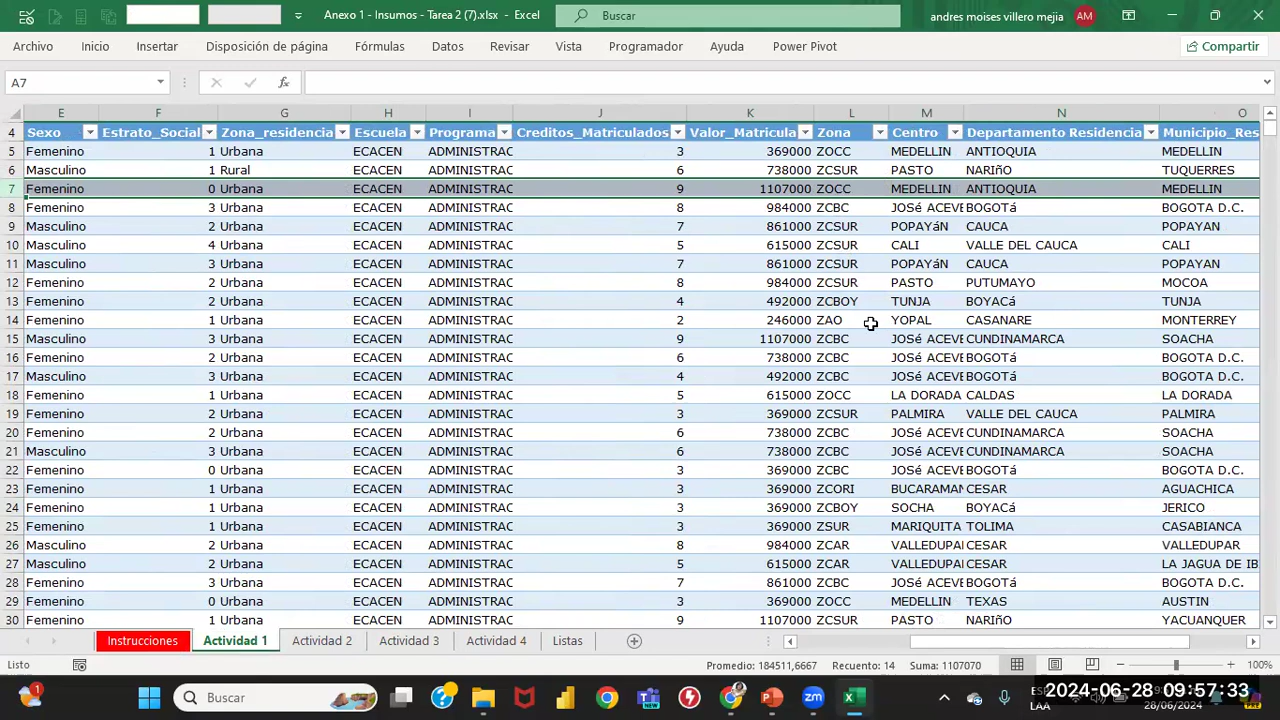 Anexo 1 - Insumos - Tarea 2 (7).xlsx - Excel Buscar andres moises villero mejia AM
Archivo Inicio Insertar Disposición de página Fórmulas Datos Revisar Vista Programador Ayuda Power Pivot Compartir
A7
E F G H I J K L M N O
4 Sexo Estrato_Social Zona_residencia Escuela Programa Creditos_Matriculados Valor_Matricula Zona Centro Departamento Residencia Municipio_Res
5 Femenino 1 Urbana ECACEN ADMINISTRAC 3 369000 ZOCC MEDELLIN ANTIOQUIA MEDELLIN
6 Masculino 1 Rural ECACEN ADMINISTRAC 6 738000 ZCSUR PASTO NARIñO TUQUERRES
7 Femenino 0 Urbana ECACEN ADMINISTRAC 9 1107000 ZOCC MEDELLIN ANTIOQUIA MEDELLIN
8 Femenino 3 Urbana ECACEN ADMINISTRAC 8 984000 ZCBC JOSé ACEVE BOGOTá BOGOTA D.C.
9 Masculino 2 Urbana ECACEN ADMINISTRAC 7 861000 ZCSUR POPAYáN CAUCA POPAYAN
10 Masculino 4 Urbana ECACEN ADMINISTRAC 5 615000 ZCSUR CALI VALLE DEL CAUCA CALI
11 Masculino 3 Urbana ECACEN ADMINISTRAC 7 861000 ZCSUR POPAYáN CAUCA POPAYAN
12 Femenino 2 Urbana ECACEN ADMINISTRAC 8 984000 ZCSUR PASTO PUTUMAYO MOCOA
13 Femenino 2 Urbana ECACEN ADMINISTRAC 4 492000 ZCBOY TUNJA BOYACá TUNJA
14 Femenino 1 Urbana ECACEN ADMINISTRAC 2 246000 ZAO YOPAL CASANARE MONTERREY
15 Masculino 3 Urbana ECACEN ADMINISTRAC 9 1107000 ZCBC JOSé ACEVE CUNDINAMARCA SOACHA
16 Femenino 2 Urbana ECACEN ADMINISTRAC 6 738000 ZCBC JOSé ACEVE BOGOTá BOGOTA D.C.
17 Masculino 3 Urbana ECACEN ADMINISTRAC 4 492000 ZCBC JOSé ACEVE BOGOTá BOGOTA D.C.
18 Femenino 1 Urbana ECACEN ADMINISTRAC 5 615000 ZOCC LA DORADA CALDAS LA DORADA
19 Femenino 2 Urbana ECACEN ADMINISTRAC 3 369000 ZCSUR PALMIRA VALLE DEL CAUCA PALMIRA
20 Femenino 2 Urbana ECACEN ADMINISTRAC 6 738000 ZCBC JOSé ACEVE CUNDINAMARCA SOACHA
21 Masculino 3 Urbana ECACEN ADMINISTRAC 6 738000 ZCBC JOSé ACEVE CUNDINAMARCA SOACHA
22 Femenino 0 Urbana ECACEN ADMINISTRAC 3 369000 ZCBC JOSé ACEVE BOGOTá BOGOTA D.C.
23 Femenino 1 Urbana ECACEN ADMINISTRAC 3 369000 ZCORI BUCARAMAN CESAR AGUACHICA
24 Femenino 1 Urbana ECACEN ADMINISTRAC 3 369000 ZCBOY SOCHA BOYACá JERICO
25 Femenino 1 Urbana ECACEN ADMINISTRAC 3 369000 ZSUR MARIQUITA TOLIMA CASABIANCA
26 Masculino 2 Urbana ECACEN ADMINISTRAC 8 984000 ZCAR VALLEDUPAR CESAR VALLEDUPAR
27 Masculino 2 Urbana ECACEN ADMINISTRAC 5 615000 ZCAR VALLEDUPAR CESAR LA JAGUA DE IB
28 Femenino 3 Urbana ECACEN ADMINISTRAC 7 861000 ZCBC JOSé ACEVE BOGOTá BOGOTA D.C.
29 Femenino 0 Urbana ECACEN ADMINISTRAC 3 369000 ZOCC MEDELLIN TEXAS AUSTIN
30 Femenino 1 Urbana ECACEN ADMINISTRAC 9 1107000 ZCSUR PASTO NARIñO YACUANQUER
Instrucciones Actividad 1 Actividad 2 Actividad 3 Actividad 4 Listas
Listo Promedio: 184511,6667 Recuento: 14 Suma: 1107070 100%
1 Buscar ESP 2024-06-28 09:57:33
LAA 28/06/2024